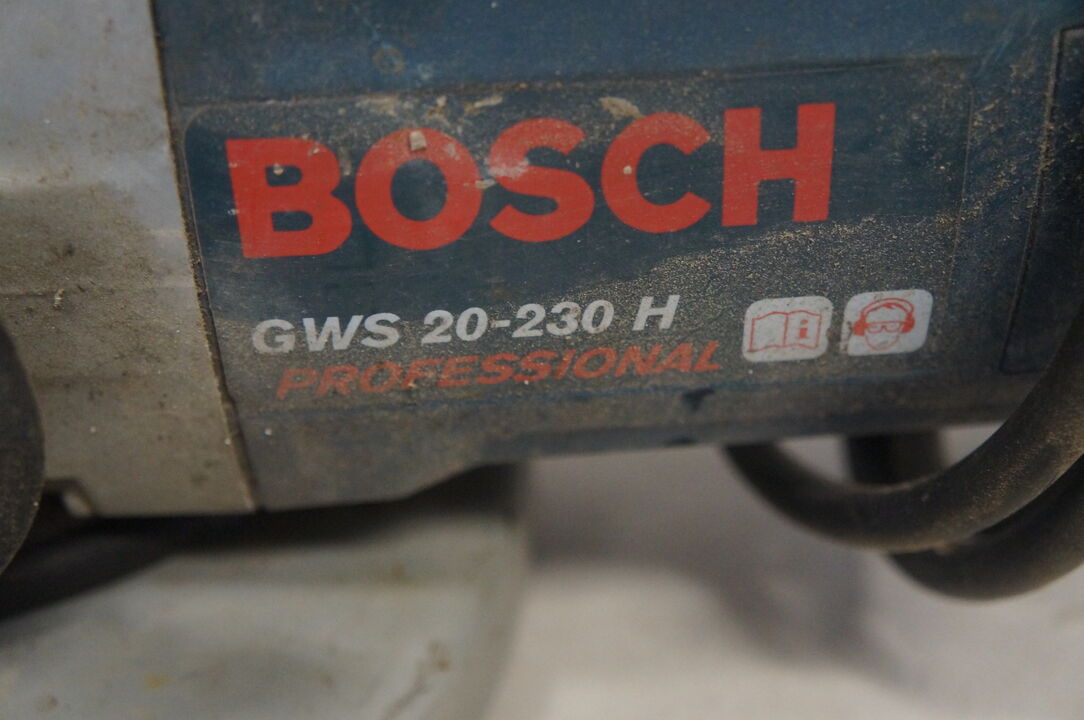 BOSCH
GWS 20-230 H
PROFESSIONAL